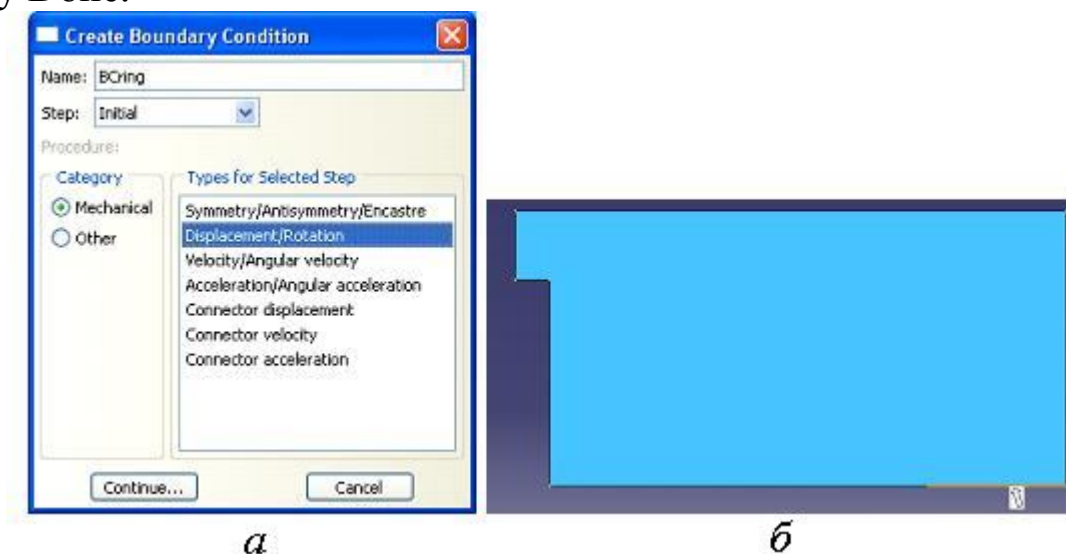 Done.
Create Boundary Condition
Name: BCring
Step: Initial
Procedure:
Category
Mechanical
Other
Types for Selected Step
Symmetry/Antisymmetry/Encastre
Displacement/Rotation
Velocity/Angular velocity
Acceleration/Angular acceleration
Connector displacement
Connector velocity
Connector acceleration
Continue... Cancel
а б